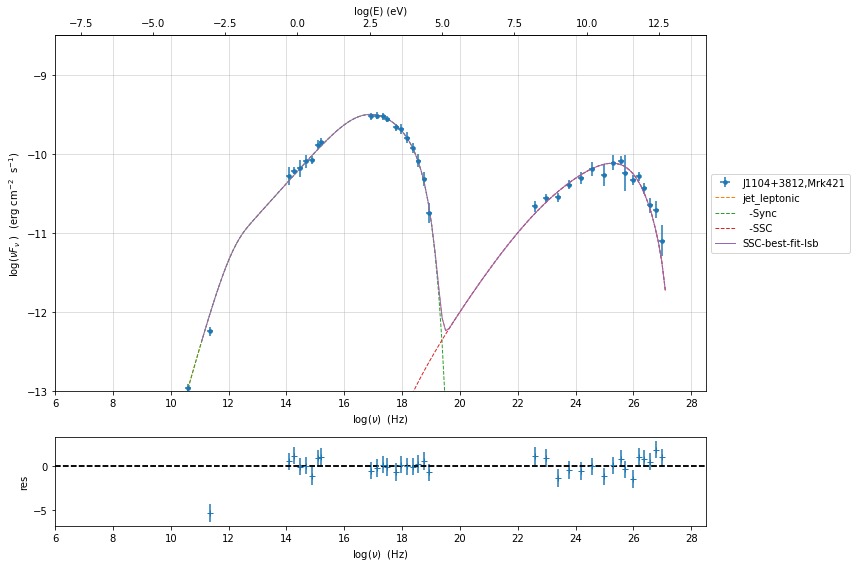 log(E) (eV)
−7.5 −5.0 −2.5 0.0 2.5 5.0 7.5 10.0 12.5
−9
−10
−11
−12
−13
log(νFᵥ ) (erg cm⁻² s⁻¹)
6 8 10 12 14 16 18 20 22 24 26 28
log(ν) (Hz)
J1104+3812,Mrk421
jet_leptonic
-Sync
-SSC
SSC-best-fit-lsb
0
−5
res
6 8 10 12 14 16 18 20 22 24 26 28
log(ν) (Hz)